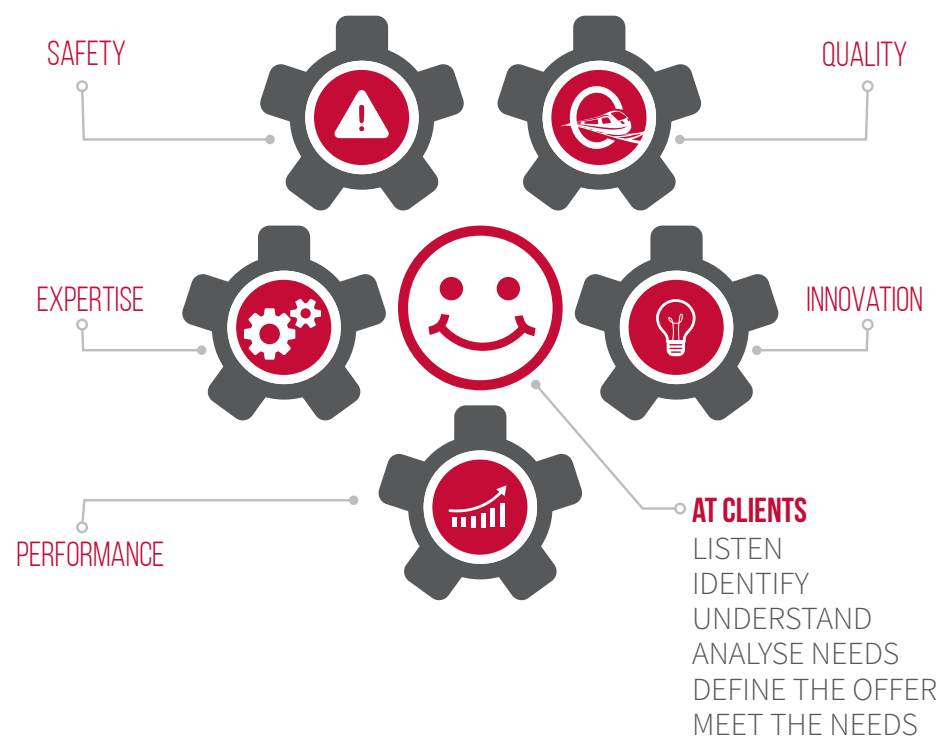 SAFETY
QUALITY
EXPERTISE
INNOVATION
PERFORMANCE
AT CLIENTS
LISTEN
IDENTIFY
UNDERSTAND
ANALYSE NEEDS
DEFINE THE OFFER
MEET THE NEEDS